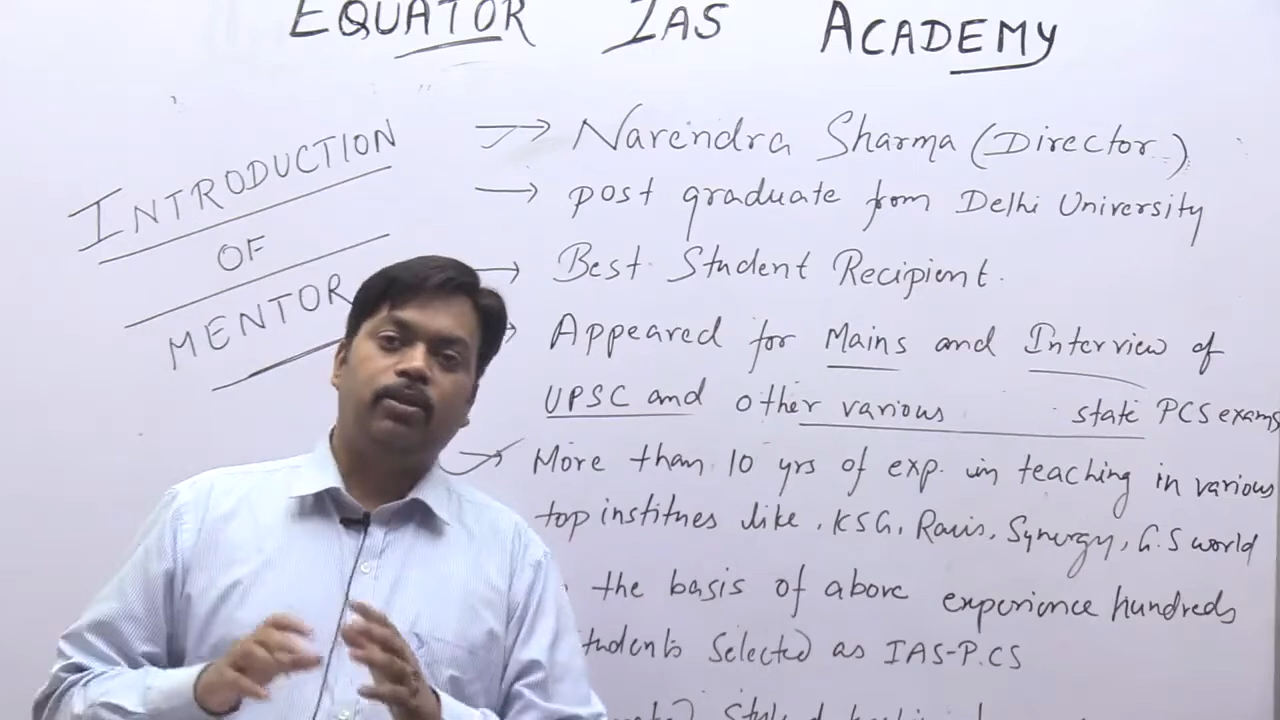 EQUATOR IAS ACADEMY
INTRODUCTION
OF
MENTOR
→ Narendra Sharma (Director)
→ post graduate from Delhi University
→ Best Student Recipient.
Appeared for Mains and Interview of
UPSC and other various state PCS exams
→ More than 10 yrs of exp. in teaching in various
top institues like, KSG, Rauis, Synergy, G.S world
the basis of above experience hundreds
students Selected as IAS-P.CS